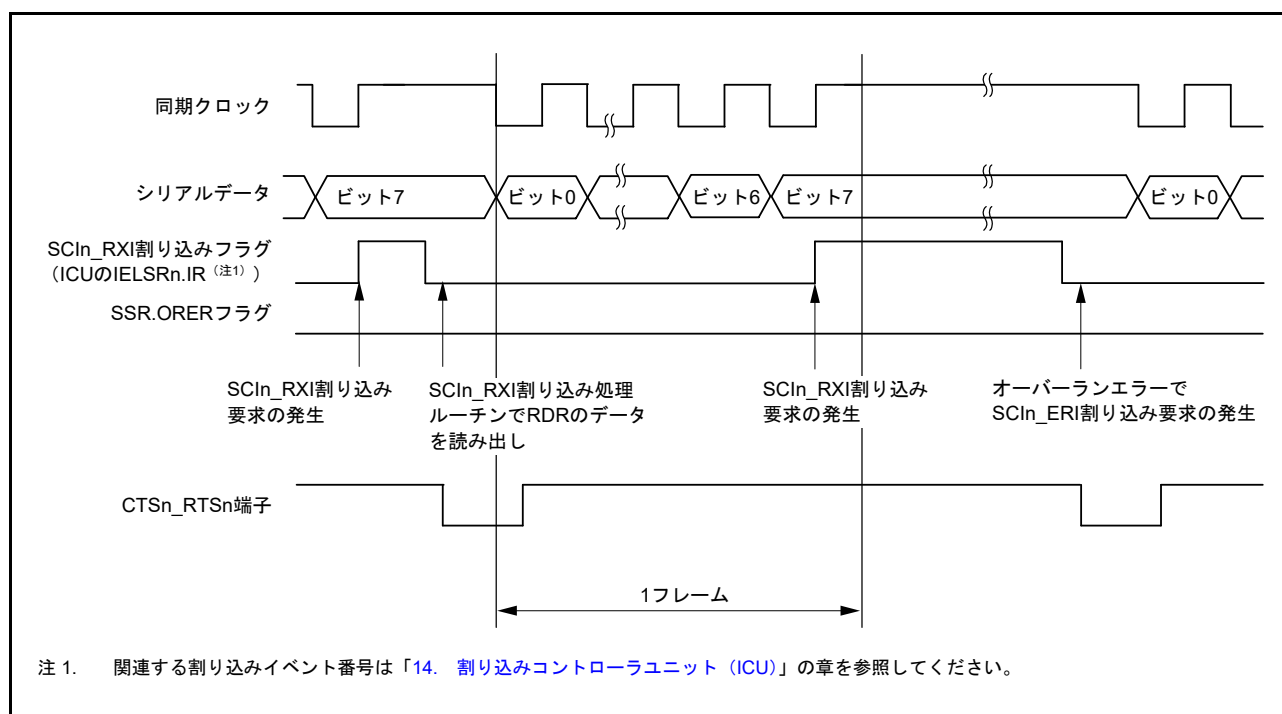 同期クロック
シリアルデータ
ビット7
ビット0
ビット6
ビット7
ビット0
SCIn_RXI割り込みフラグ
（ICUのIELSRn.IR（注1））
SSR.ORERフラグ
SCIn_RXI割り込み
要求の発生
SCIn_RXI割り込み処理
ルーチンでRDRのデータ
を読み出し
SCIn_RXI割り込み
要求の発生
オーバーランエラーで
SCIn_ERI割り込み要求の発生
CTSn_RTSn端子
1フレーム
注 1. 関連する割り込みイベント番号は「14. 割り込みコントローラユニット（ICU）」の章を参照してください。